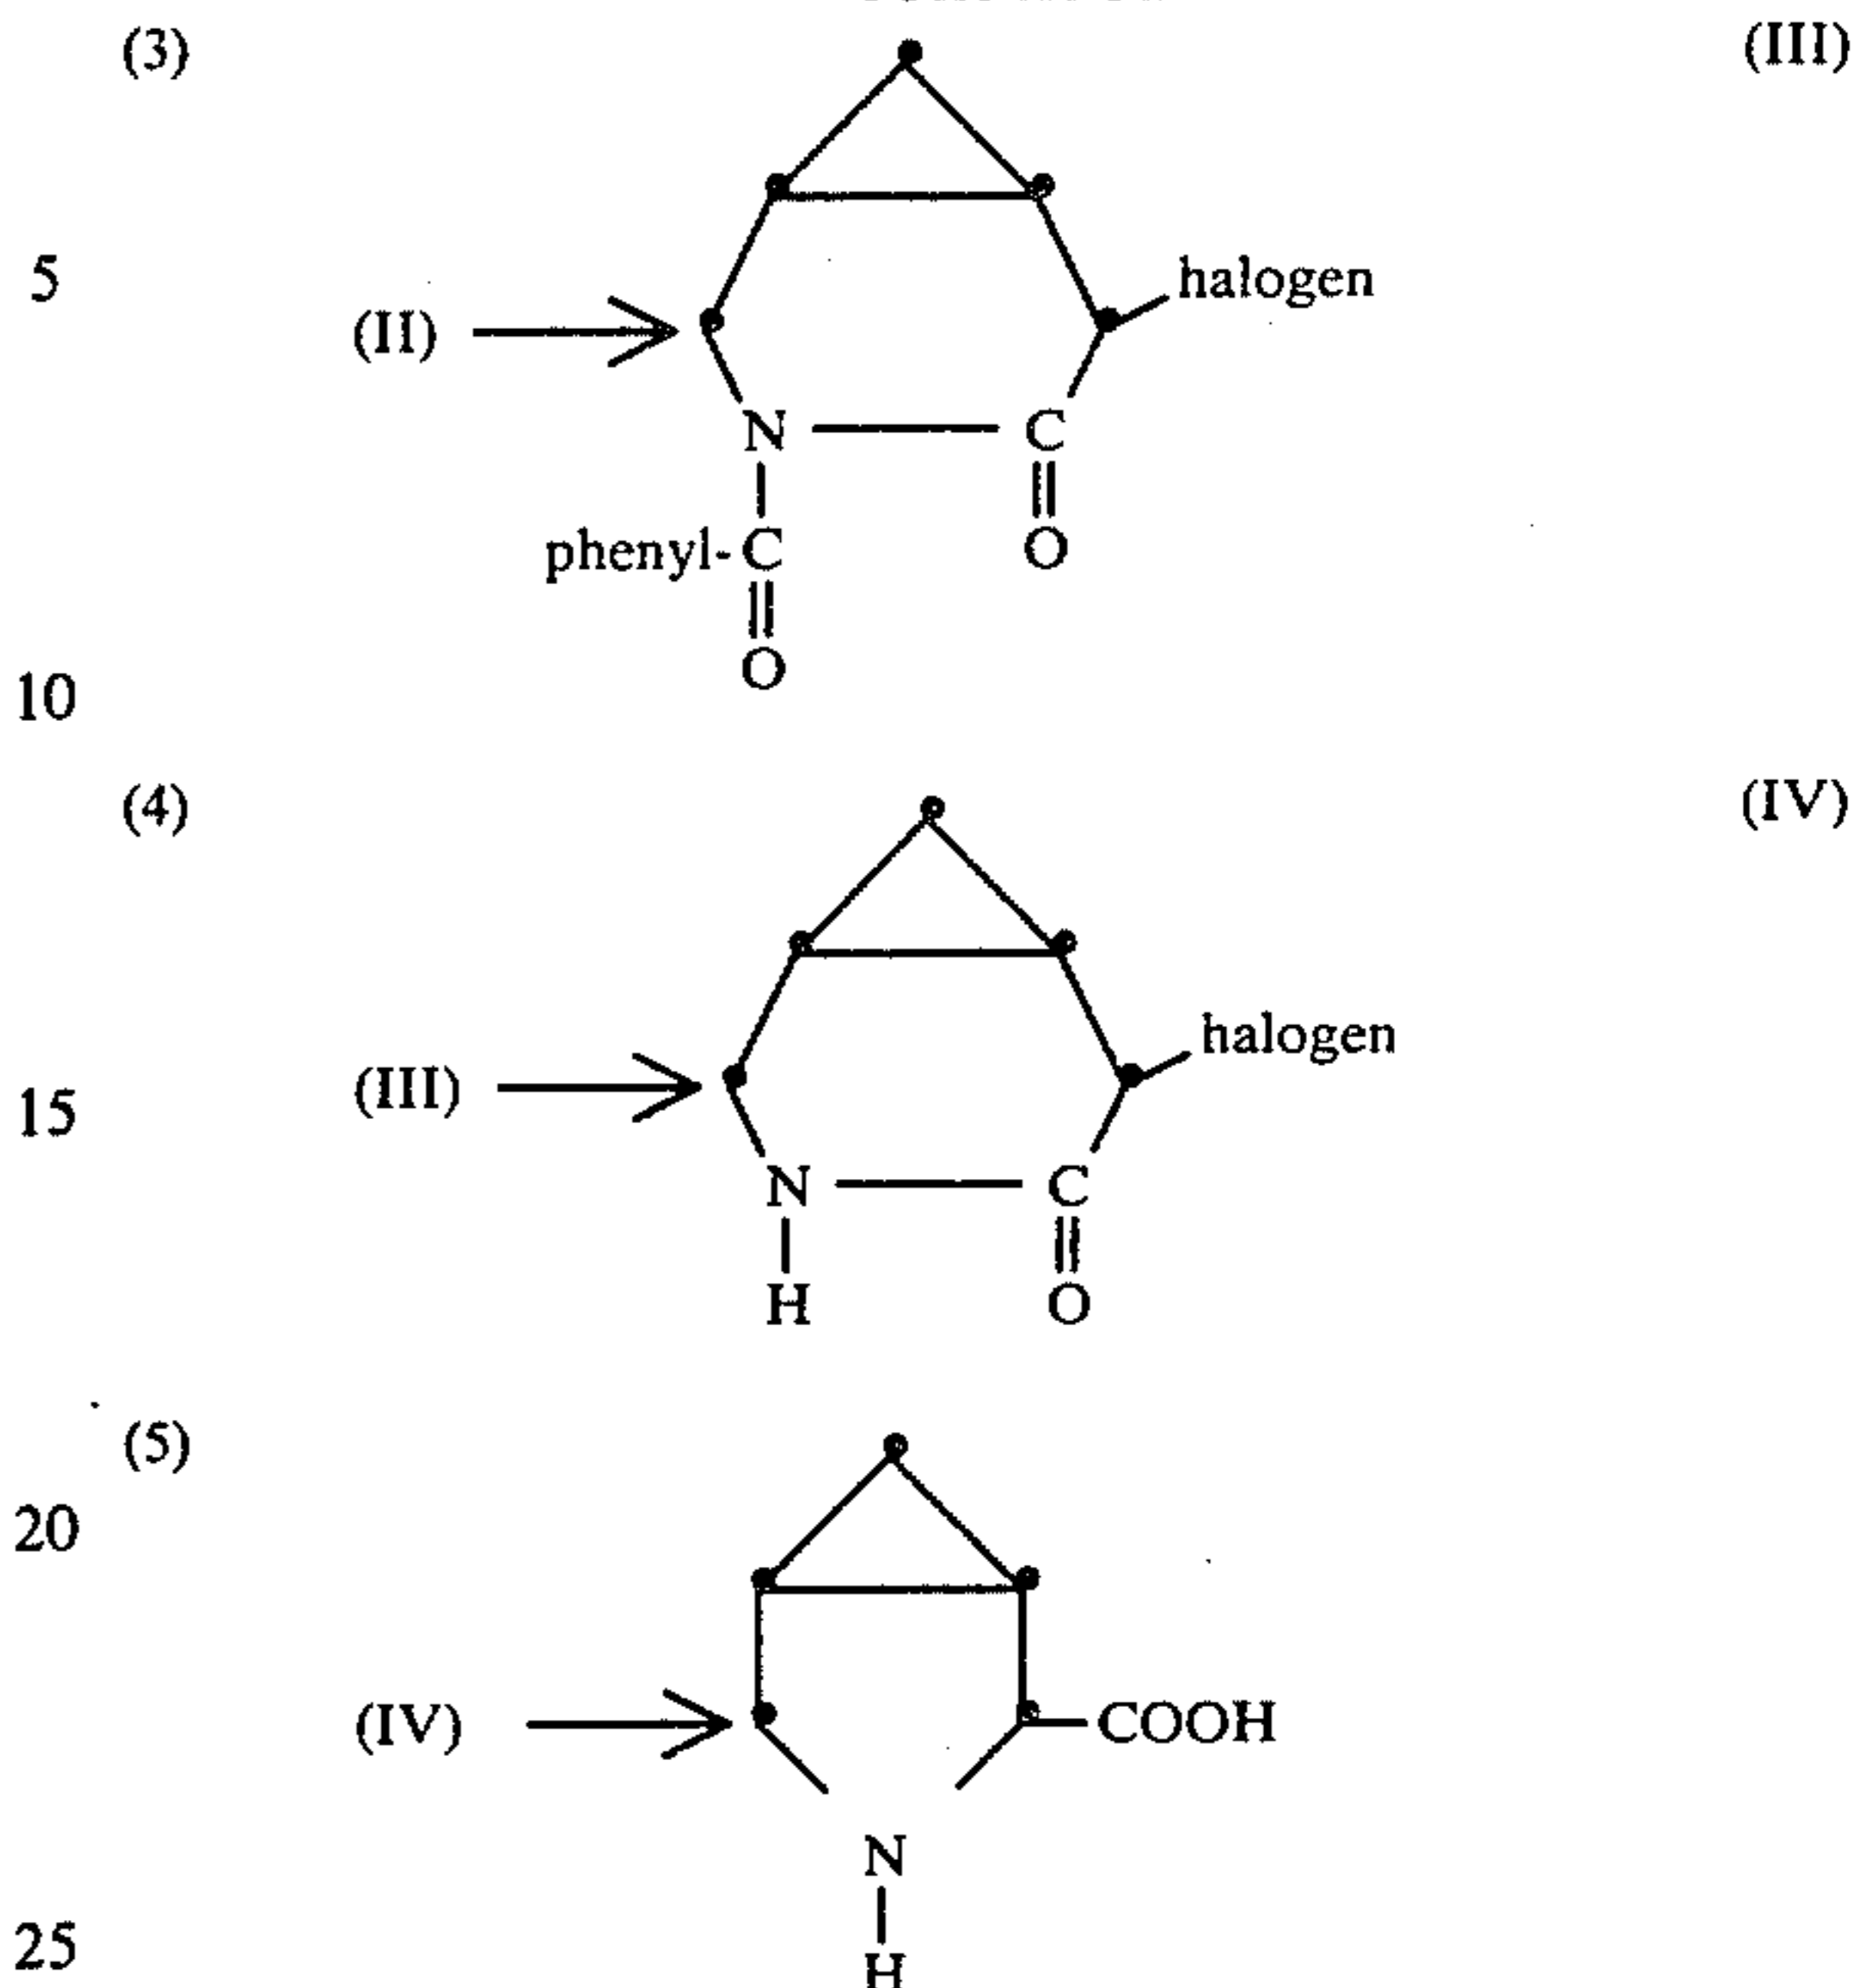 (3) (III)
5 halogen
(II)
N C
phenyl-C O
O
10
(4) (IV)
halogen
15 (III)
N C
H O
(5)
20
(IV) COOH
N
25 H